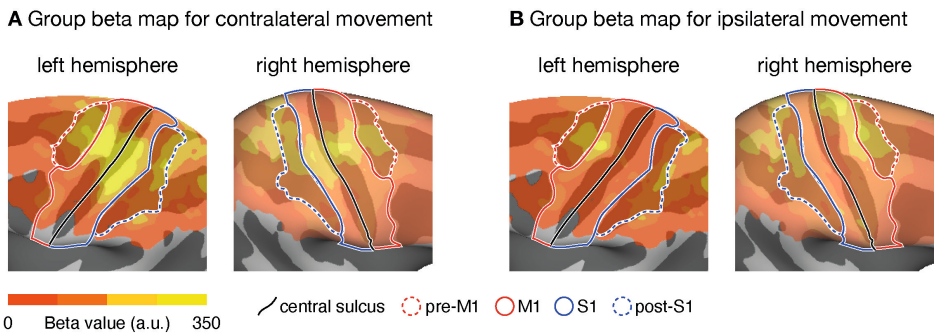 A Group beta map for contralateral movement
left hemisphere
right hemisphere
B Group beta map for ipsilateral movement
left hemisphere
right hemisphere
0 Beta value (a.u.) 350
central sulcus
pre-M1
M1
S1
post-S1